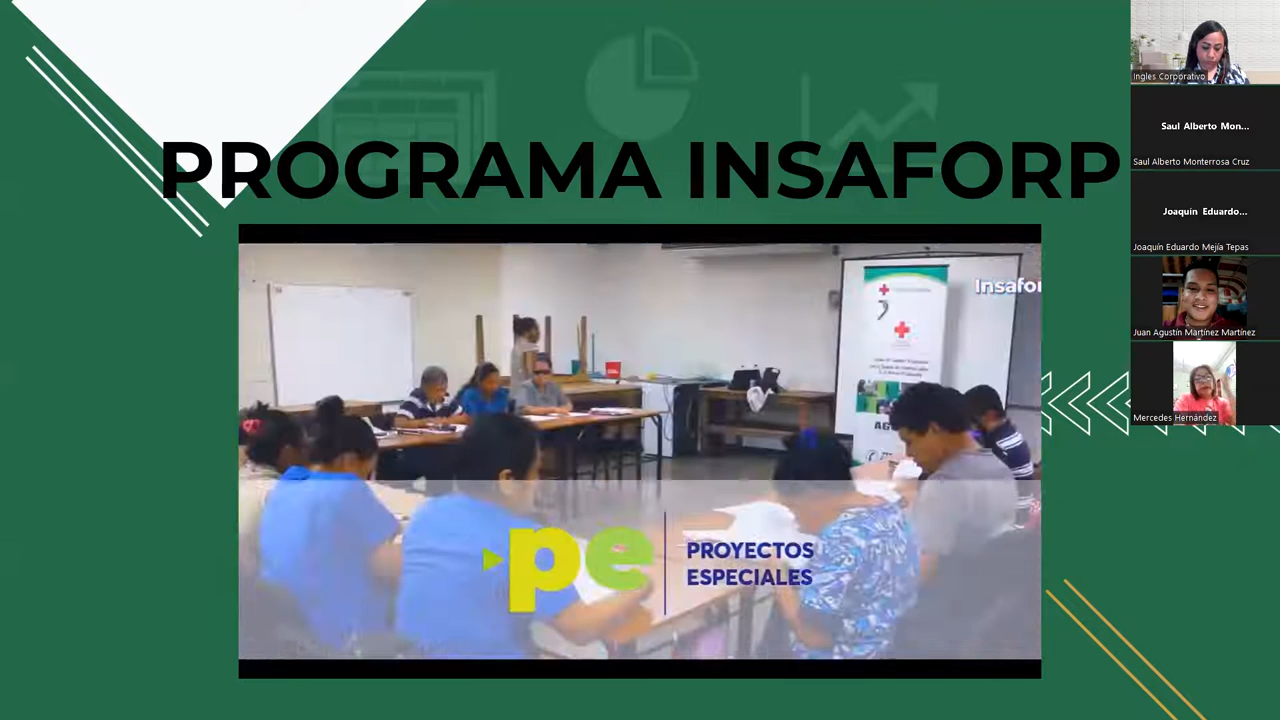 PROGRAMA INSAFORP
Insafor
pe
PROYECTOS
ESPECIALES
Ingles Corporativo
Saul Alberto Mon...
Saul Alberto Monterrosa Cruz
Joaquín Eduardo...
Joaquín Eduardo Mejía Tepas
Juan Agustín Martínez Martínez
Mercedes Hernández